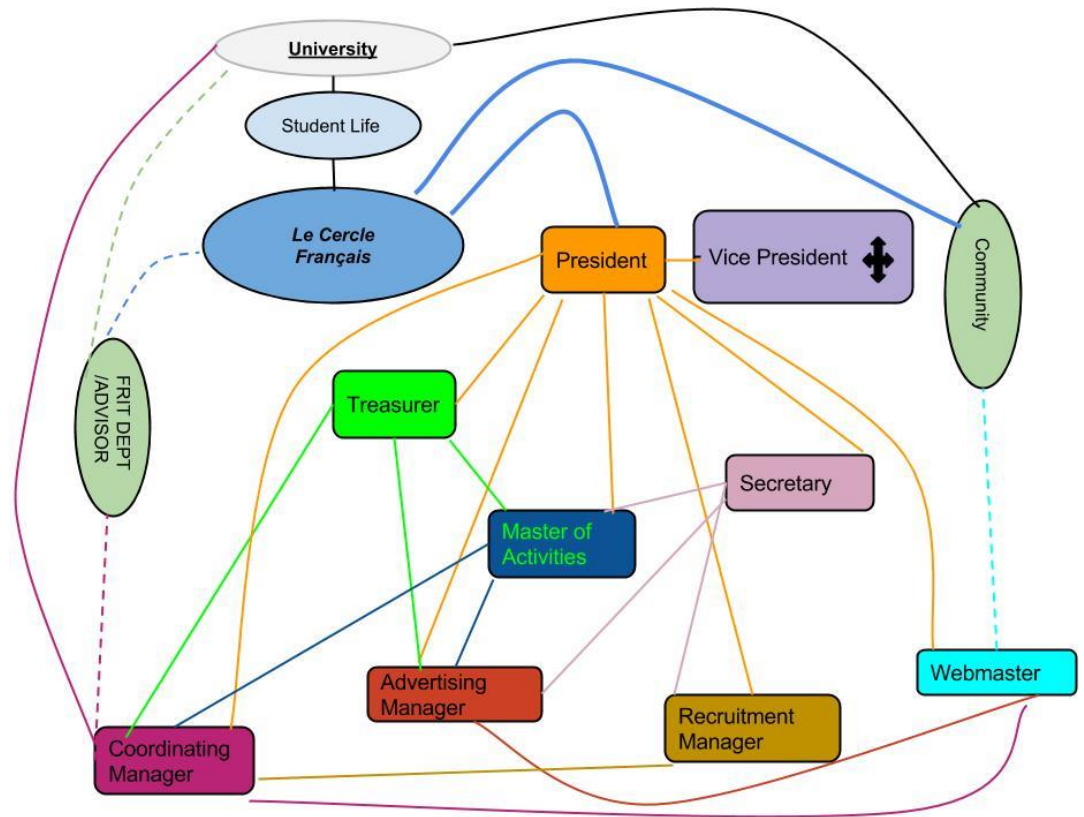 University
Student Life
Le Cercle
Français
President
Vice President
Community
FRIT DEPT
/ADVISOR
Treasurer
Secretary
Master of
Activities
Webmaster
Advertising
Manager
Recruitment
Manager
Coordinating
Manager